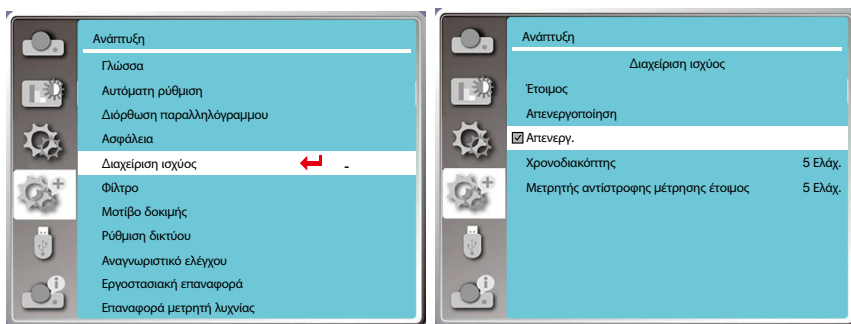 Ανάπτυξη
Γλώσσα
Αυτόματη ρύθμιση
Διόρθωση παραλληλόγραμμου
Ασφάλεια
Διαχείριση ισχύος
Φίλτρο
Μοτίβο δοκιμής
Ρύθμιση δικτύου
Αναγνωριστικό ελέγχου
Εργοστασιακή επαναφορά
Επαναφορά μετρητή λυχνίας
Ανάπτυξη
Διαχείριση ισχύος
Έτοιμος
Απενεργοποίηση
Απενεργ.
Χρονοδιακόπτης 5 Ελάχ.
Μετρητής αντίστροφης μέτρησης έτοιμος 5 Ελάχ.